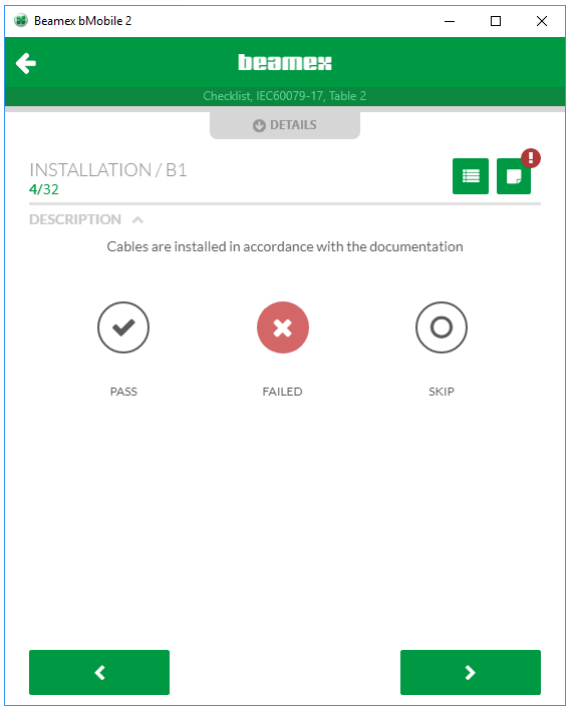 Beamex bMobile 2
beamex
Checklist, IEC60079-17, Table 2
DETAILS
INSTALLATION / B1
4/32
DESCRIPTION
Cables are installed in accordance with the documentation
PASS FAILED SKIP